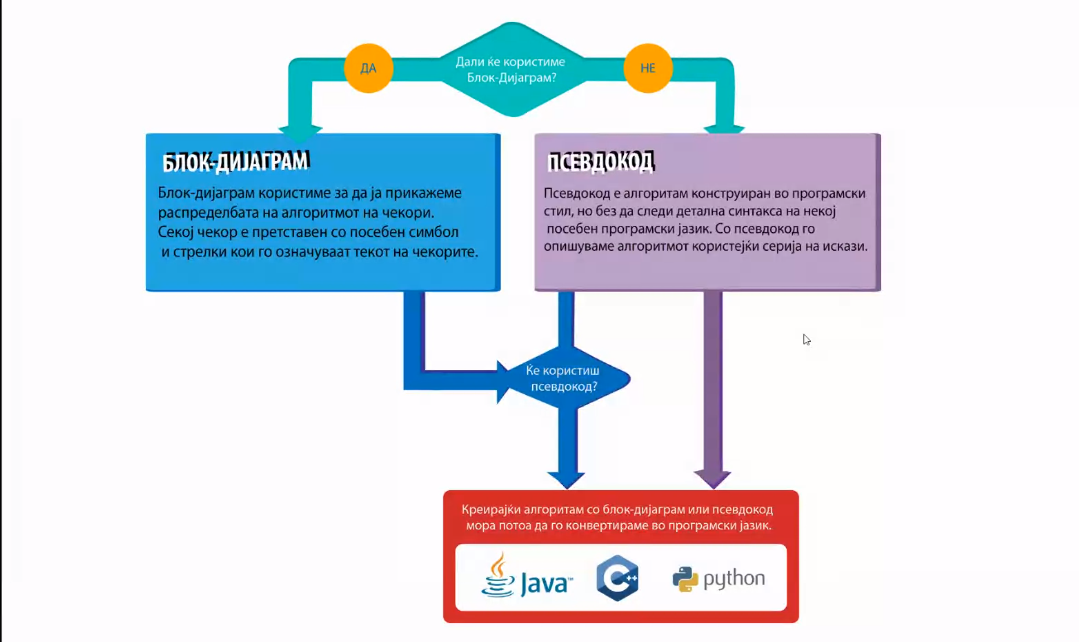 Дали ќе користиме
Блок-Дијаграм?
ДА
НЕ
БЛОК-ДИЈАГРАМ
Блок-дијаграм користиме за да ја прикажеме
распределбата на алгоритмот на чекори.
Секој чекор е претставен со посебен симбол
и стрелки кои го означуваат текот на чекорите.
ПСЕВДОКОД
Псевдокод е алгоритам конструиран во програмски
стил, но без да следи детална синтакса на некој
посебен програмски јазик. Со псевдокод го
опишуваме алгоритмот користејќи серија на искази.
Ќе користиш
псевдокод?
Креирајќи алгоритам со блок-дијаграм или псевдокод
мора потоа да го конвертираме во програмски јазик.
Java™
C++
python